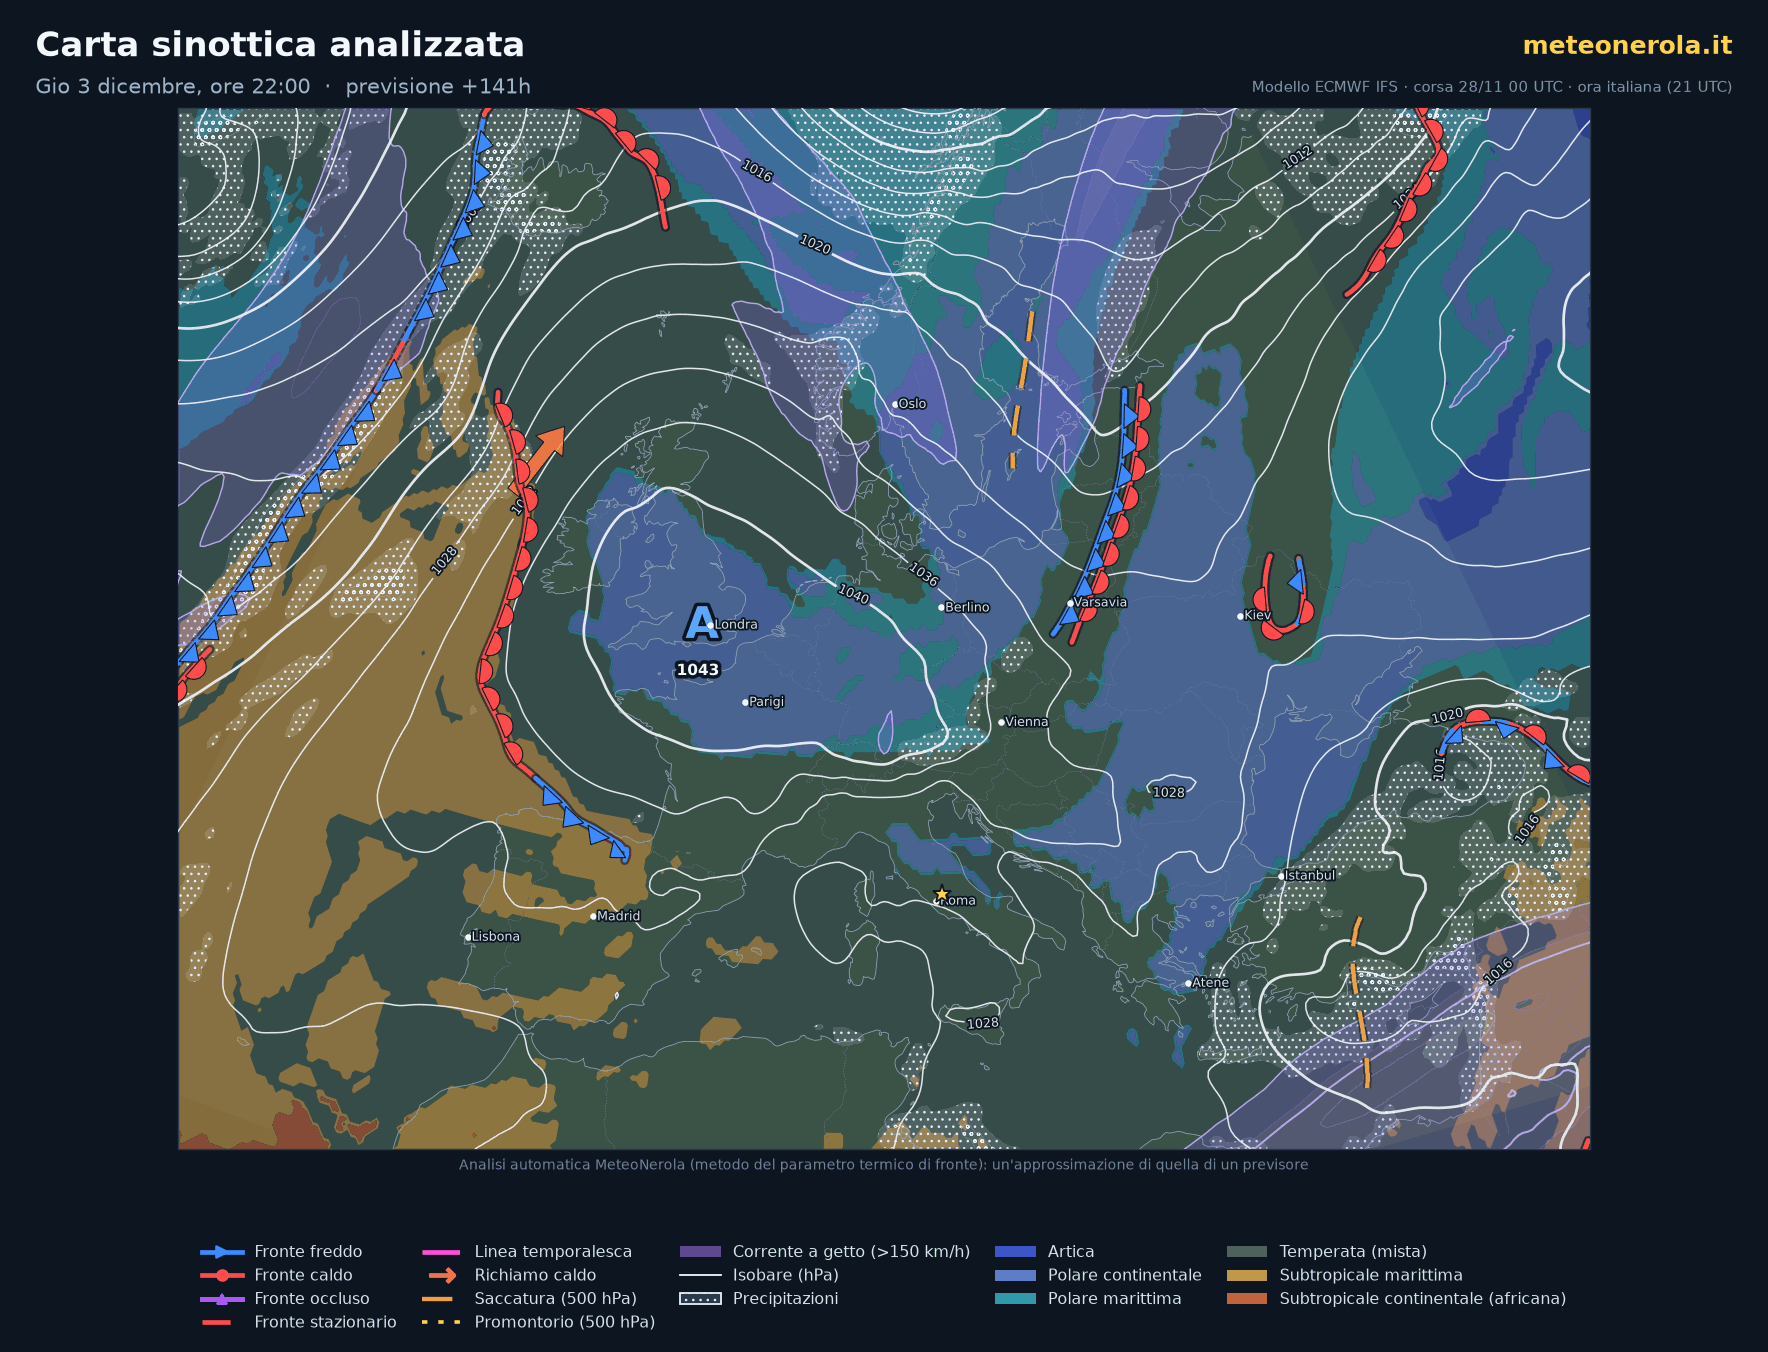 Carta sinottica analizzata
meteonerola.it
Gio 3 dicembre, ore 22:00 · previsione +141h
Modello ECMWF IFS · corsa 28/11 00 UTC · ora italiana (21 UTC)
1012
1016
1020
Oslo
1028
1036
1040
Berlino
Varsavia
Kiev
A
Londra
1043
Parigi
Vienna
1020
1016
1028
1016
Istanbul
Roma
Madrid
Lisbona
1016
Atene
1028
Analisi automatica MeteoNerola (metodo del parametro termico di fronte): un'approssimazione di quella di un previsore
Fronte freddo
Fronte caldo
Fronte occluso
Fronte stazionario
Linea temporalesca
Richiamo caldo
Saccatura (500 hPa)
Promontorio (500 hPa)
Corrente a getto (>150 km/h)
Isobare (hPa)
Precipitazioni
Artica
Polare continentale
Polare marittima
Temperata (mista)
Subtropicale marittima
Subtropicale continentale (africana)